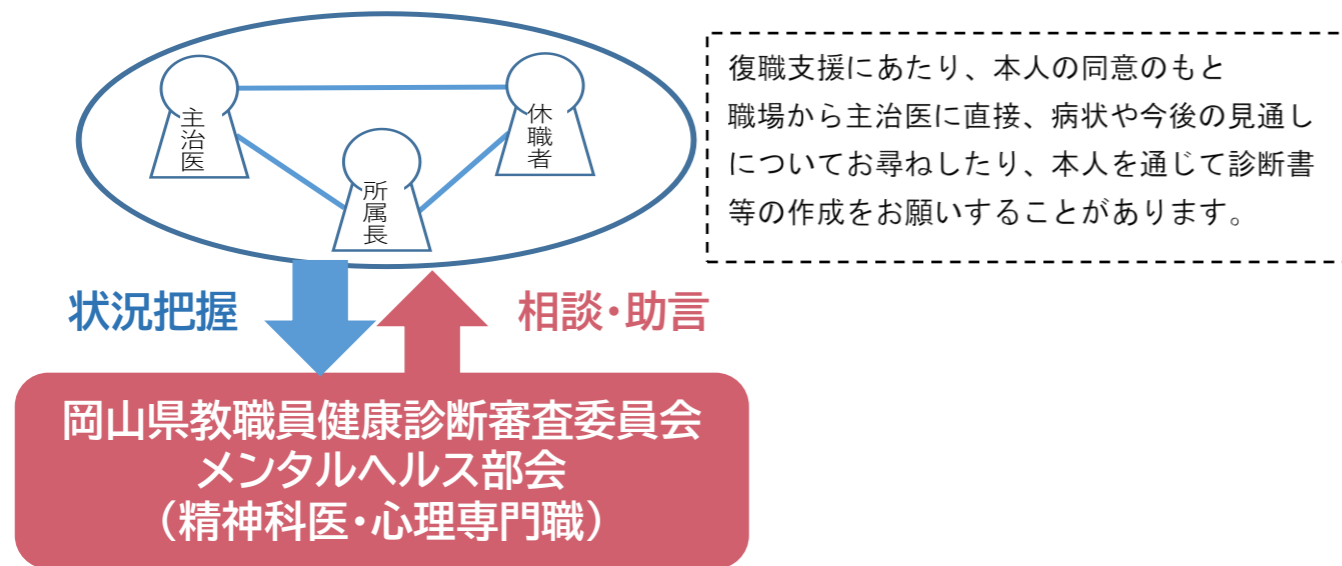 主治医
休職者
所属長
復職支援にあたり、本人の同意のもと
職場から主治医に直接、病状や今後の見通し
についてお尋ねしたり、本人を通じて診断書
等の作成をお願いすることがあります。
状況把握
相談・助言
岡山県教職員健康診断審査委員会
メンタルヘルス部会
（精神科医・心理専門職）